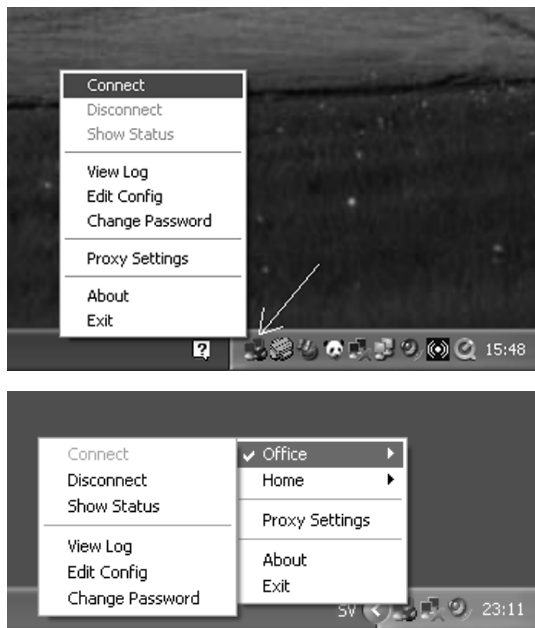 Connect
Disconnect
Show Status
View Log
Edit Config
Change Password
Proxy Settings
About
Exit
?
15:48
Connect
Disconnect
Show Status
View Log
Edit Config
Change Password
Office
Home
Proxy Settings
About
Exit
SV
23:11